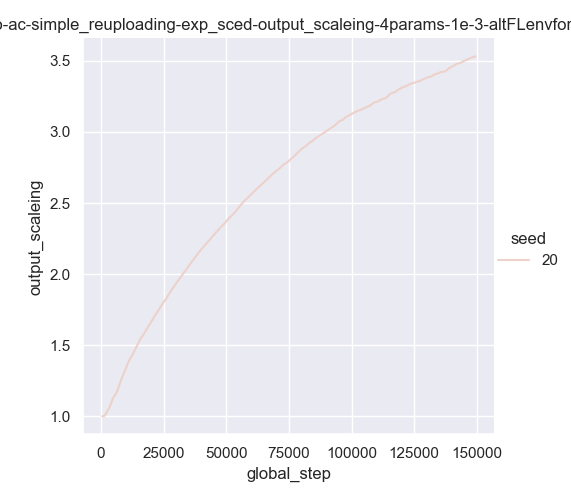 -ac-simple_reuploading-exp_sced-output_scaleing-4params-1e-3-altFLenvfor
3.5
3.0
2.5
2.0
1.5
1.0
output_scaleing
0 25000 50000 75000 100000 125000 150000
global_step
seed
20